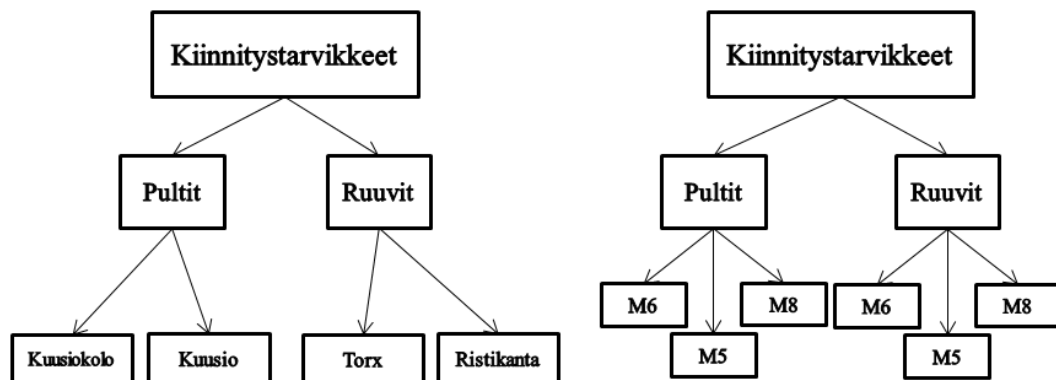 Kiinnitystarvikkeet
Pultit
Ruuvit
Kuusiokolo
Kuusio
Torx
Ristikanta
Kiinnitystarvikkeet
Pultit
Ruuvit
M6
M8
M5
M6
M8
M5